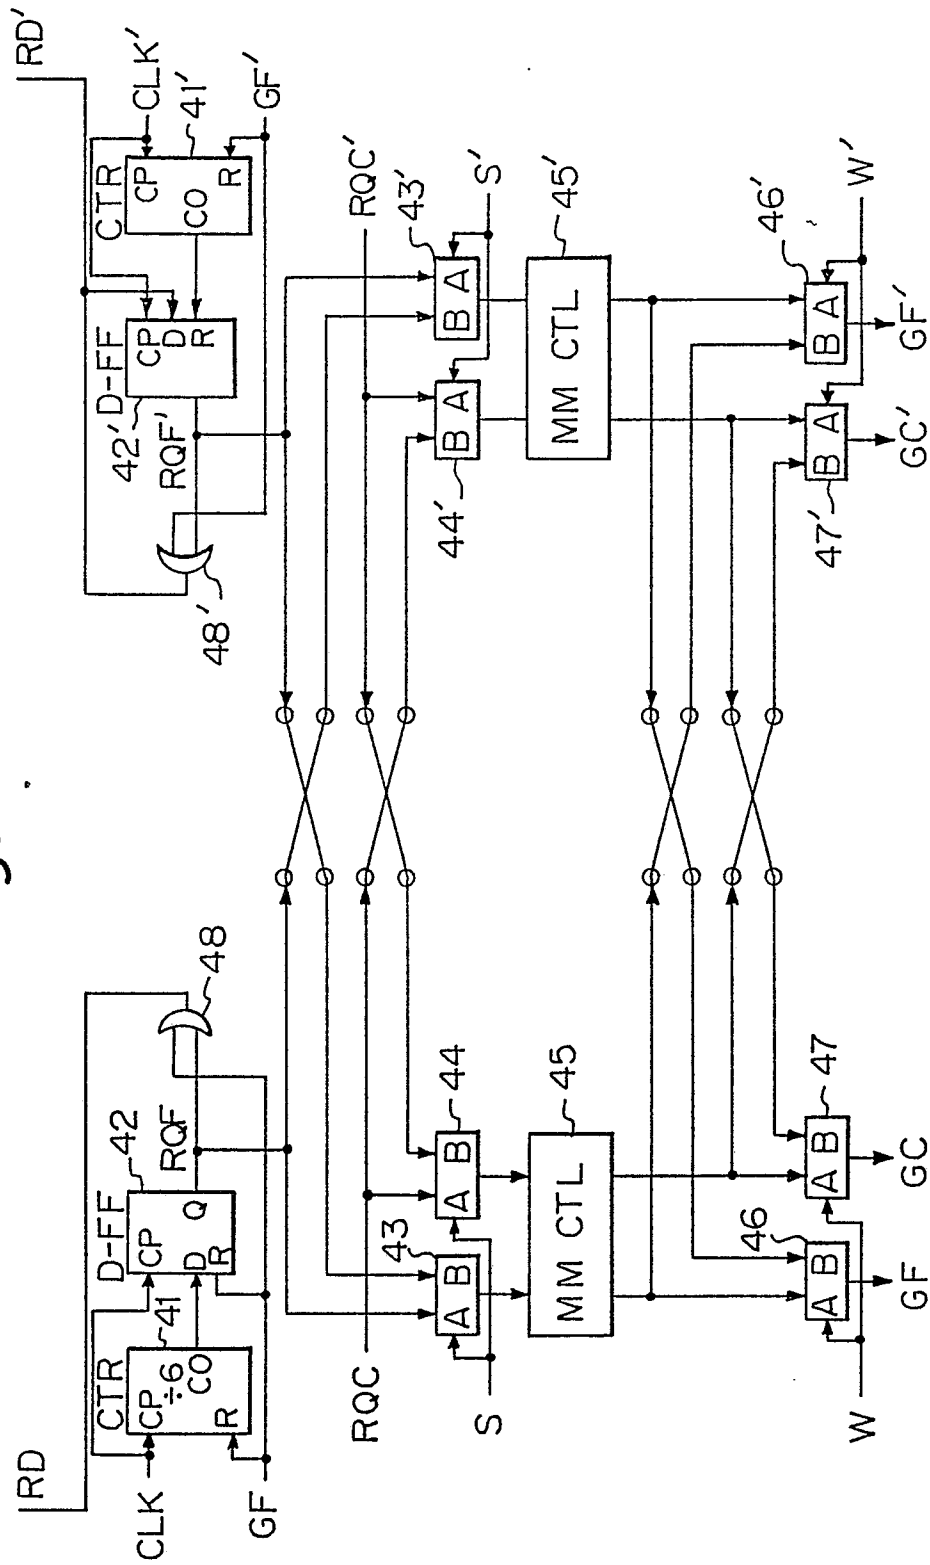 RD
CLK
GF
CTR
CP
÷6
CO
R
41
D-FF
42
CP
D
Q
R
RQF
48
RQC
S
43
A B
44
A B
45
MM CTL
46
A B
47
A B
W
GF
GC
RD'
CLK'
41'
GF'
CTR
CP
CO
R
D-FF
42'
CP
D
R
RQF'
48'
RQC'
43'
S'
B A
44'
B A
45'
MM CTL
46'
B A
47'
B A
W'
GC'
GF'